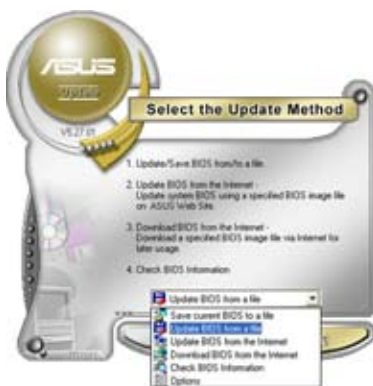 ASUS
Update
V5.27.01
Select the Update Method
1. Update/Save BIOS from/to a file.
2. Update BIOS from the Internet -
Update system BIOS using a specified BIOS image file
on ASUS Web Site.
3. Download BIOS from the Internet -
Download a specified BIOS image file via Internet for
later usage.
4. Check BIOS Information
Update BIOS from a file
Save current BIOS to a file
Update BIOS from a file
Update BIOS from the Internet
Download BIOS from the Internet
Check BIOS Information
Options